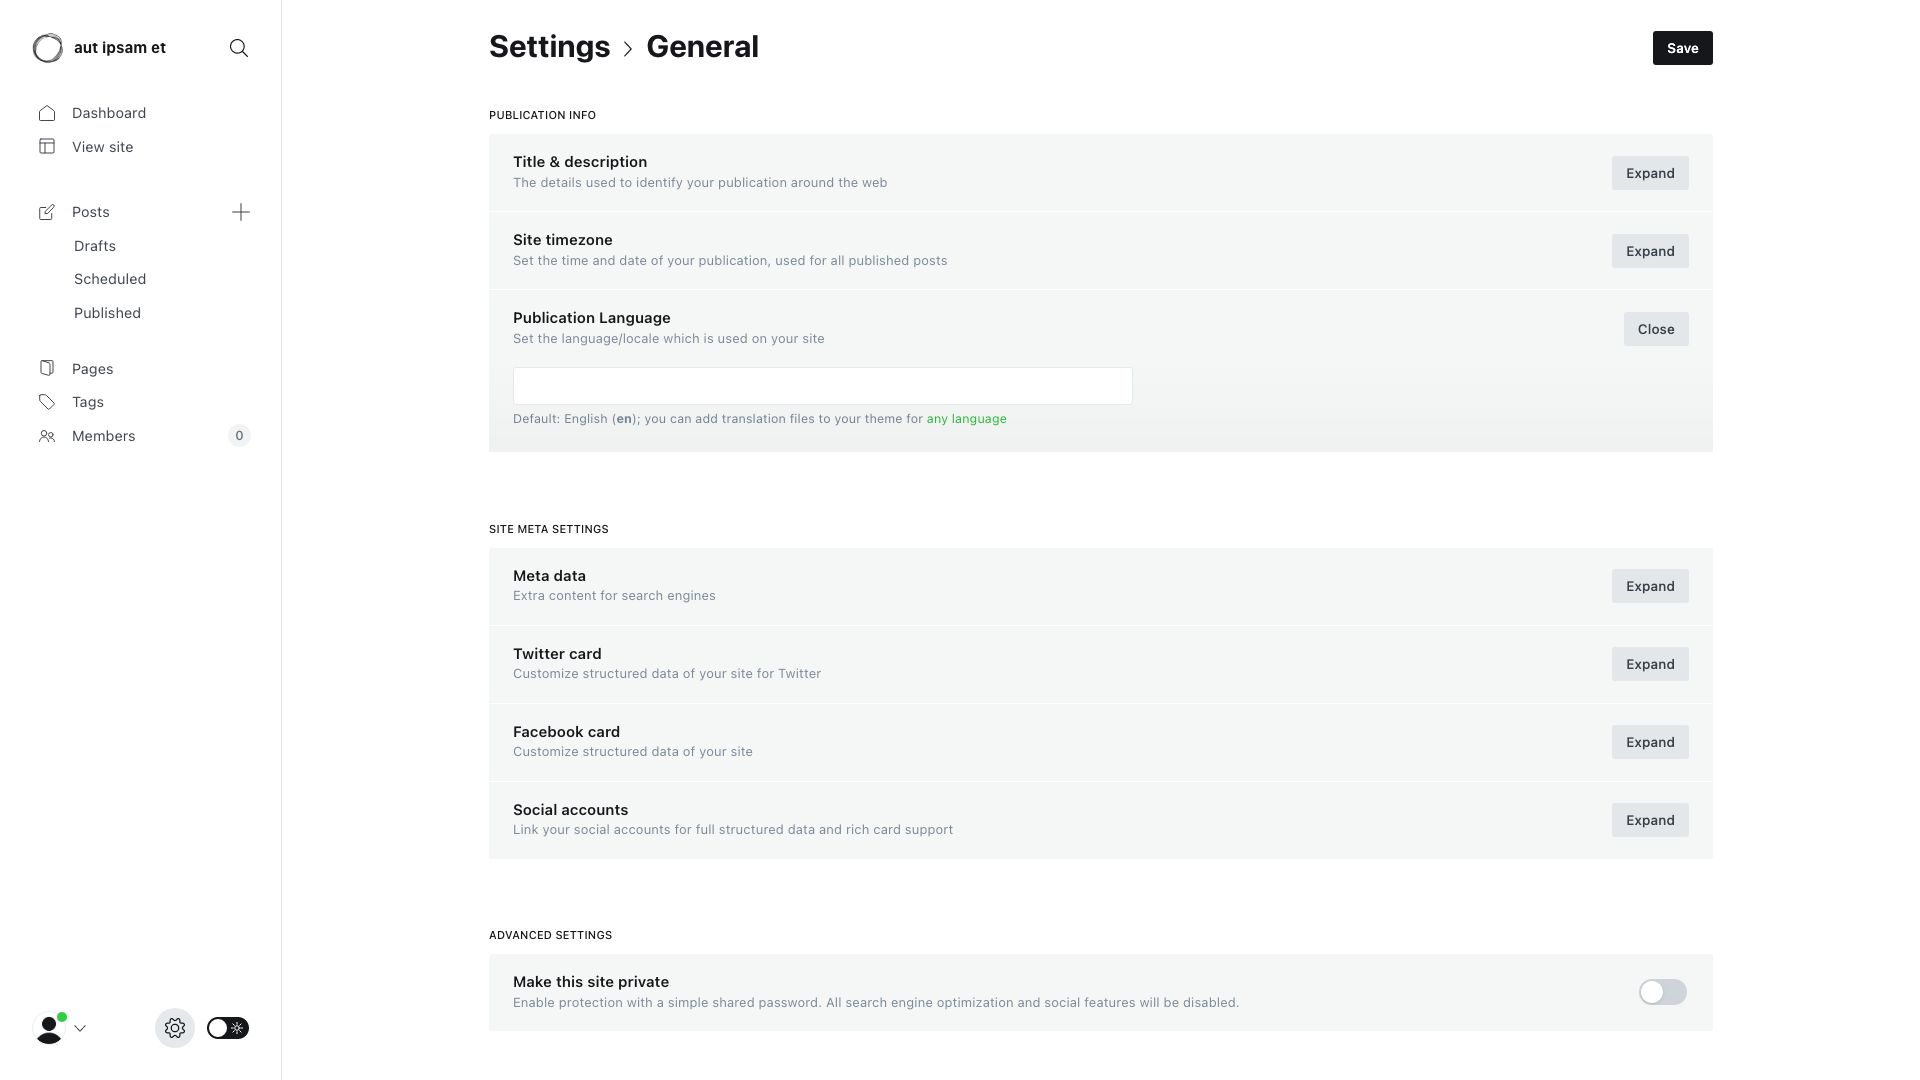 aut ipsam et
Dashboard
View site
Posts
Drafts
Scheduled
Published
Pages
Tags
Members 0
Settings General
Save
PUBLICATION INFO
Title & description
The details used to identify your publication around the web
Expand
Site timezone
Set the time and date of your publication, used for all published posts
Expand
Publication Language
Set the language/locale which is used on your site
Close
Default: English (en); you can add translation files to your theme for any language
SITE META SETTINGS
Meta data
Extra content for search engines
Expand
Twitter card
Customize structured data of your site for Twitter
Expand
Facebook card
Customize structured data of your site
Expand
Social accounts
Link your social accounts for full structured data and rich card support
Expand
ADVANCED SETTINGS
Make this site private
Enable protection with a simple shared password. All search engine optimization and social features will be disabled.